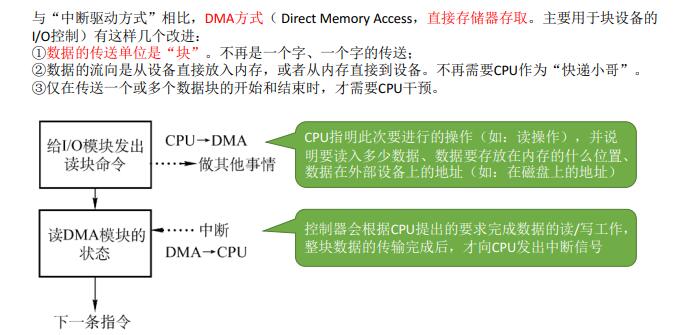 与“中断驱动方式”相比，DMA方式（ Direct Memory Access，直接存储器存取。主要用于块设备的
I/O控制）有这样几个改进：
①数据的传送单位是“块”。不再是一个字、一个字的传送；
②数据的流向是从设备直接放入内存，或者从内存直接到设备。不再需要CPU作为“快递小哥”。
③仅在传送一个或多个数据块的开始和结束时，才需要CPU干预。
给I/O模块发出
读块命令
CPU→DMA
做其他事情
CPU指明此次要进行的操作（如：读操作），并说
明要读入多少数据、数据要存放在内存的什么位置、
数据在外部设备上的地址（如：在磁盘上的地址）
读DMA模块的
状态
中断
DMA→CPU
控制器会根据CPU提出的要求完成数据的读/写工作，
整块数据的传输完成后，才向CPU发出中断信号
下一条指令